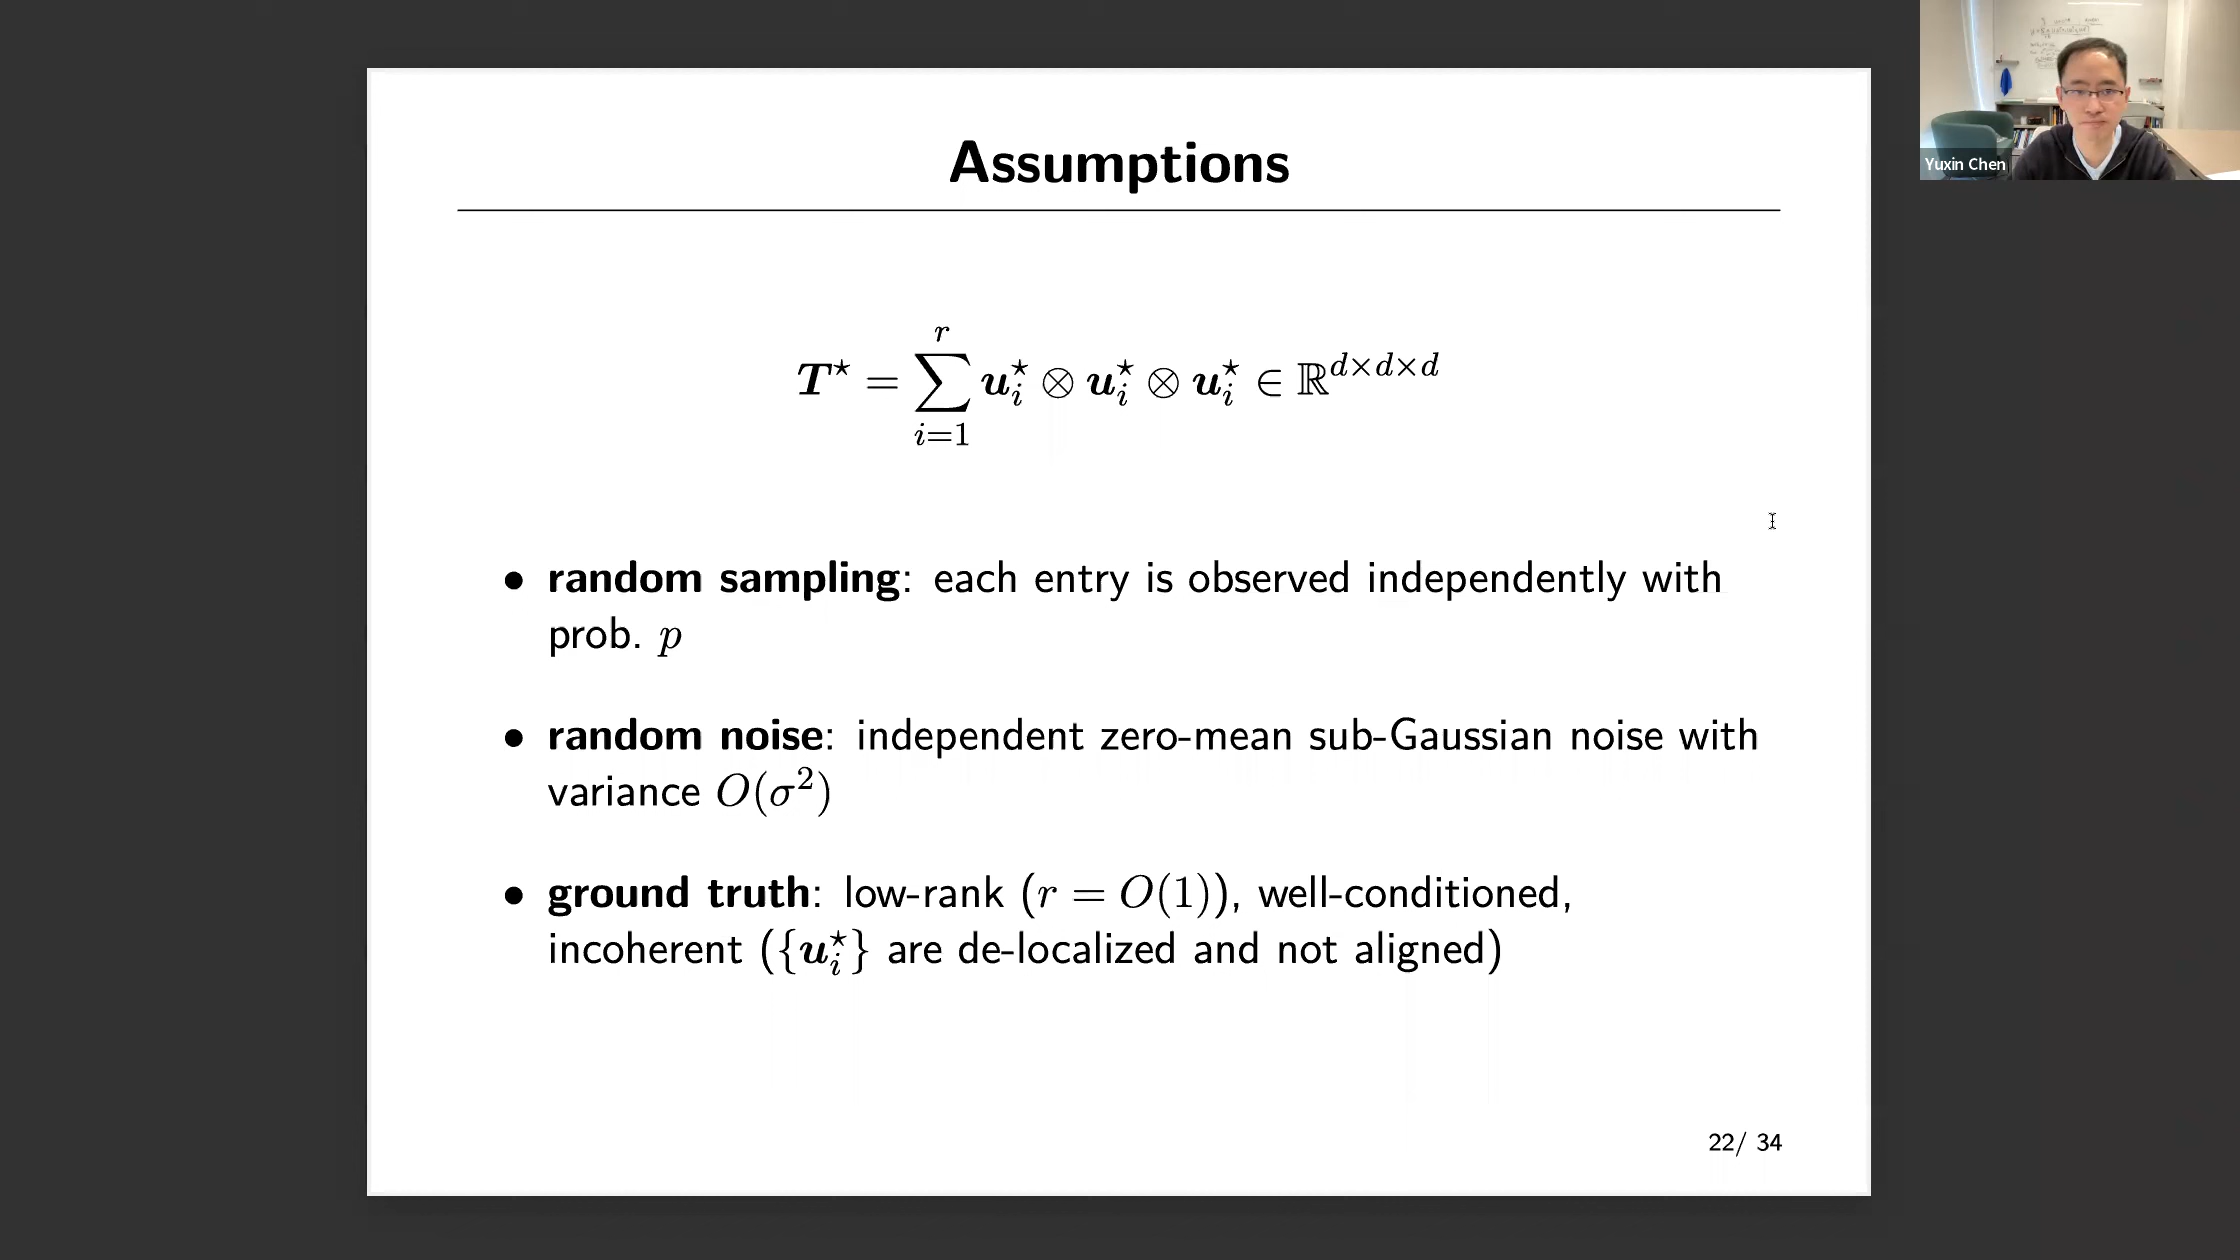 Assumptions
Yuxin Chen
T⋆ = ∑_{i=1}^{r} u_i⋆ ⊗ u_i⋆ ⊗ u_i⋆ ∈ ℝ^{d×d×d}
• random sampling: each entry is observed independently with
prob. p
• random noise: independent zero-mean sub-Gaussian noise with
variance O(σ²)
• ground truth: low-rank (r = O(1)), well-conditioned,
incoherent ({u_i⋆} are de-localized and not aligned)
22/ 34